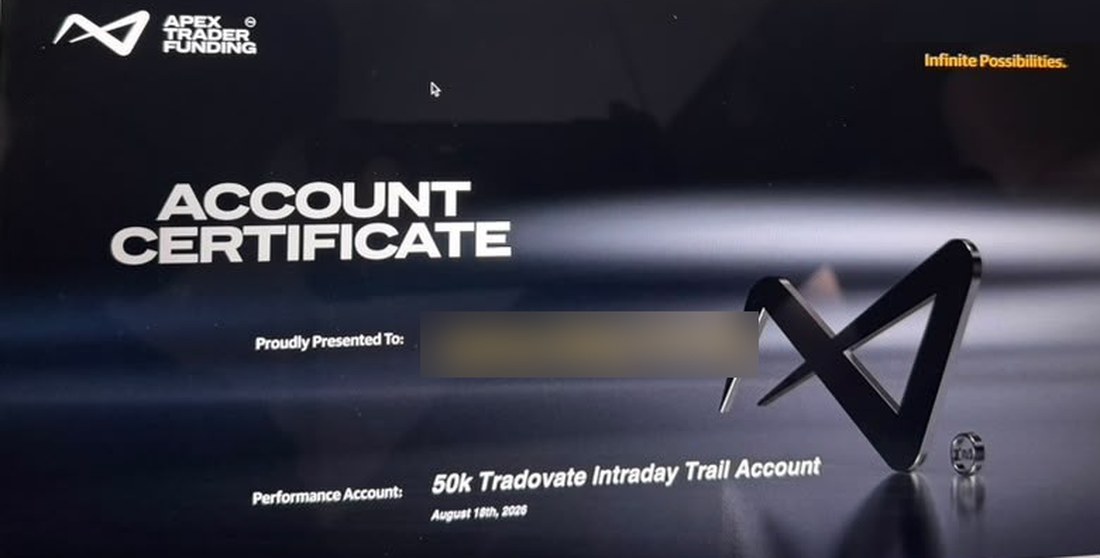 APEX
TRADER
FUNDING
Infinite Possibilities.
ACCOUNT
CERTIFICATE
Proudly Presented To:
Performance Account:
50k Tradovate Intraday Trail Account
August 18th, 2026